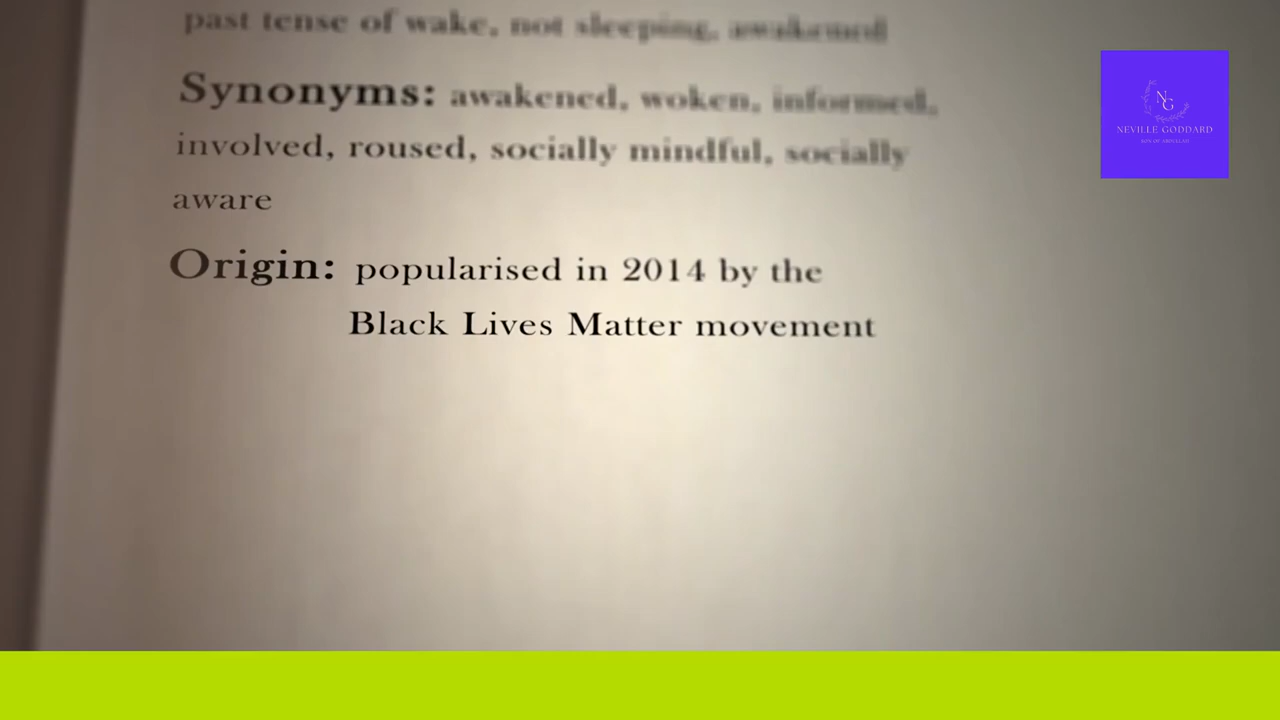 past tense of wake, not sleeping, awakened
Synonyms: awakened, woken, informed,
involved, roused, socially mindful, socially
aware
Origin: popularised in 2014 by the
Black Lives Matter movement
NG
NEVILLE GODDARD